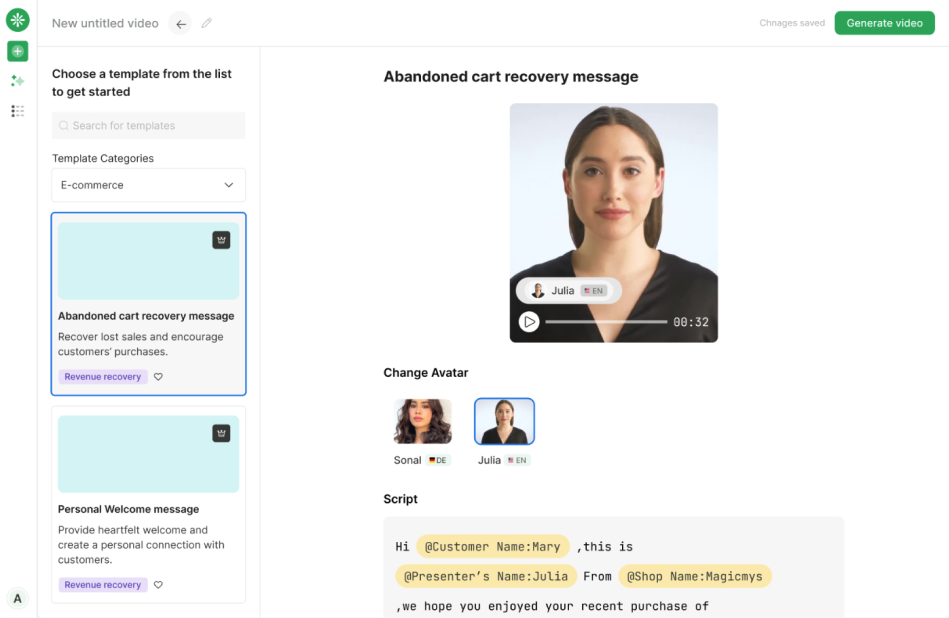 New untitled video
Chnages saved
Generate video
Choose a template from the list
to get started
Search for templates
Template Categories
E-commerce
Abandoned cart recovery message
Recover lost sales and encourage
customers' purchases.
Revenue recovery
Personal Welcome message
Provide heartfelt welcome and
create a personal connection with
customers.
Revenue recovery
A
Abandoned cart recovery message
Julia EN
00:32
Change Avatar
Sonal DE
Julia EN
Script
Hi @Customer Name:Mary ,this is
@Presenter's Name:Julia From @Shop Name:Magicmys
,we hope you enjoyed your recent purchase of